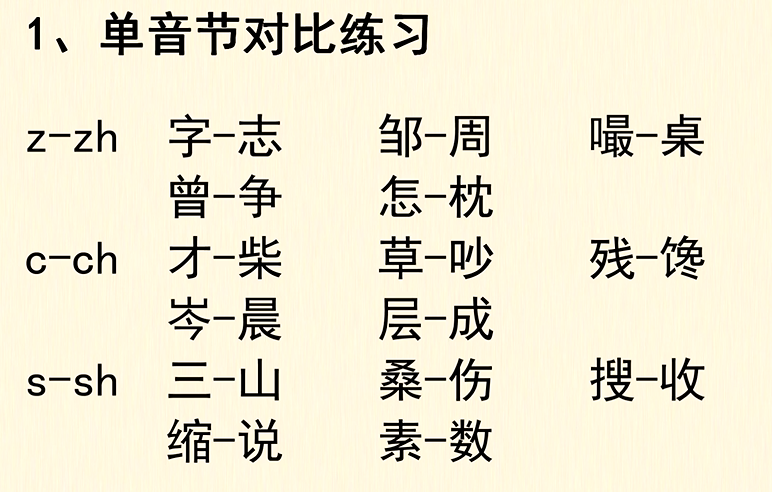 1、单音节对比练习
z-zh 字-志 邹-周 嘬-桌
曾-争 怎-枕
c-ch 才-柴 草-吵 残-馋
岑-晨 层-成
s-sh 三-山 桑-伤 搜-收
缩-说 素-数